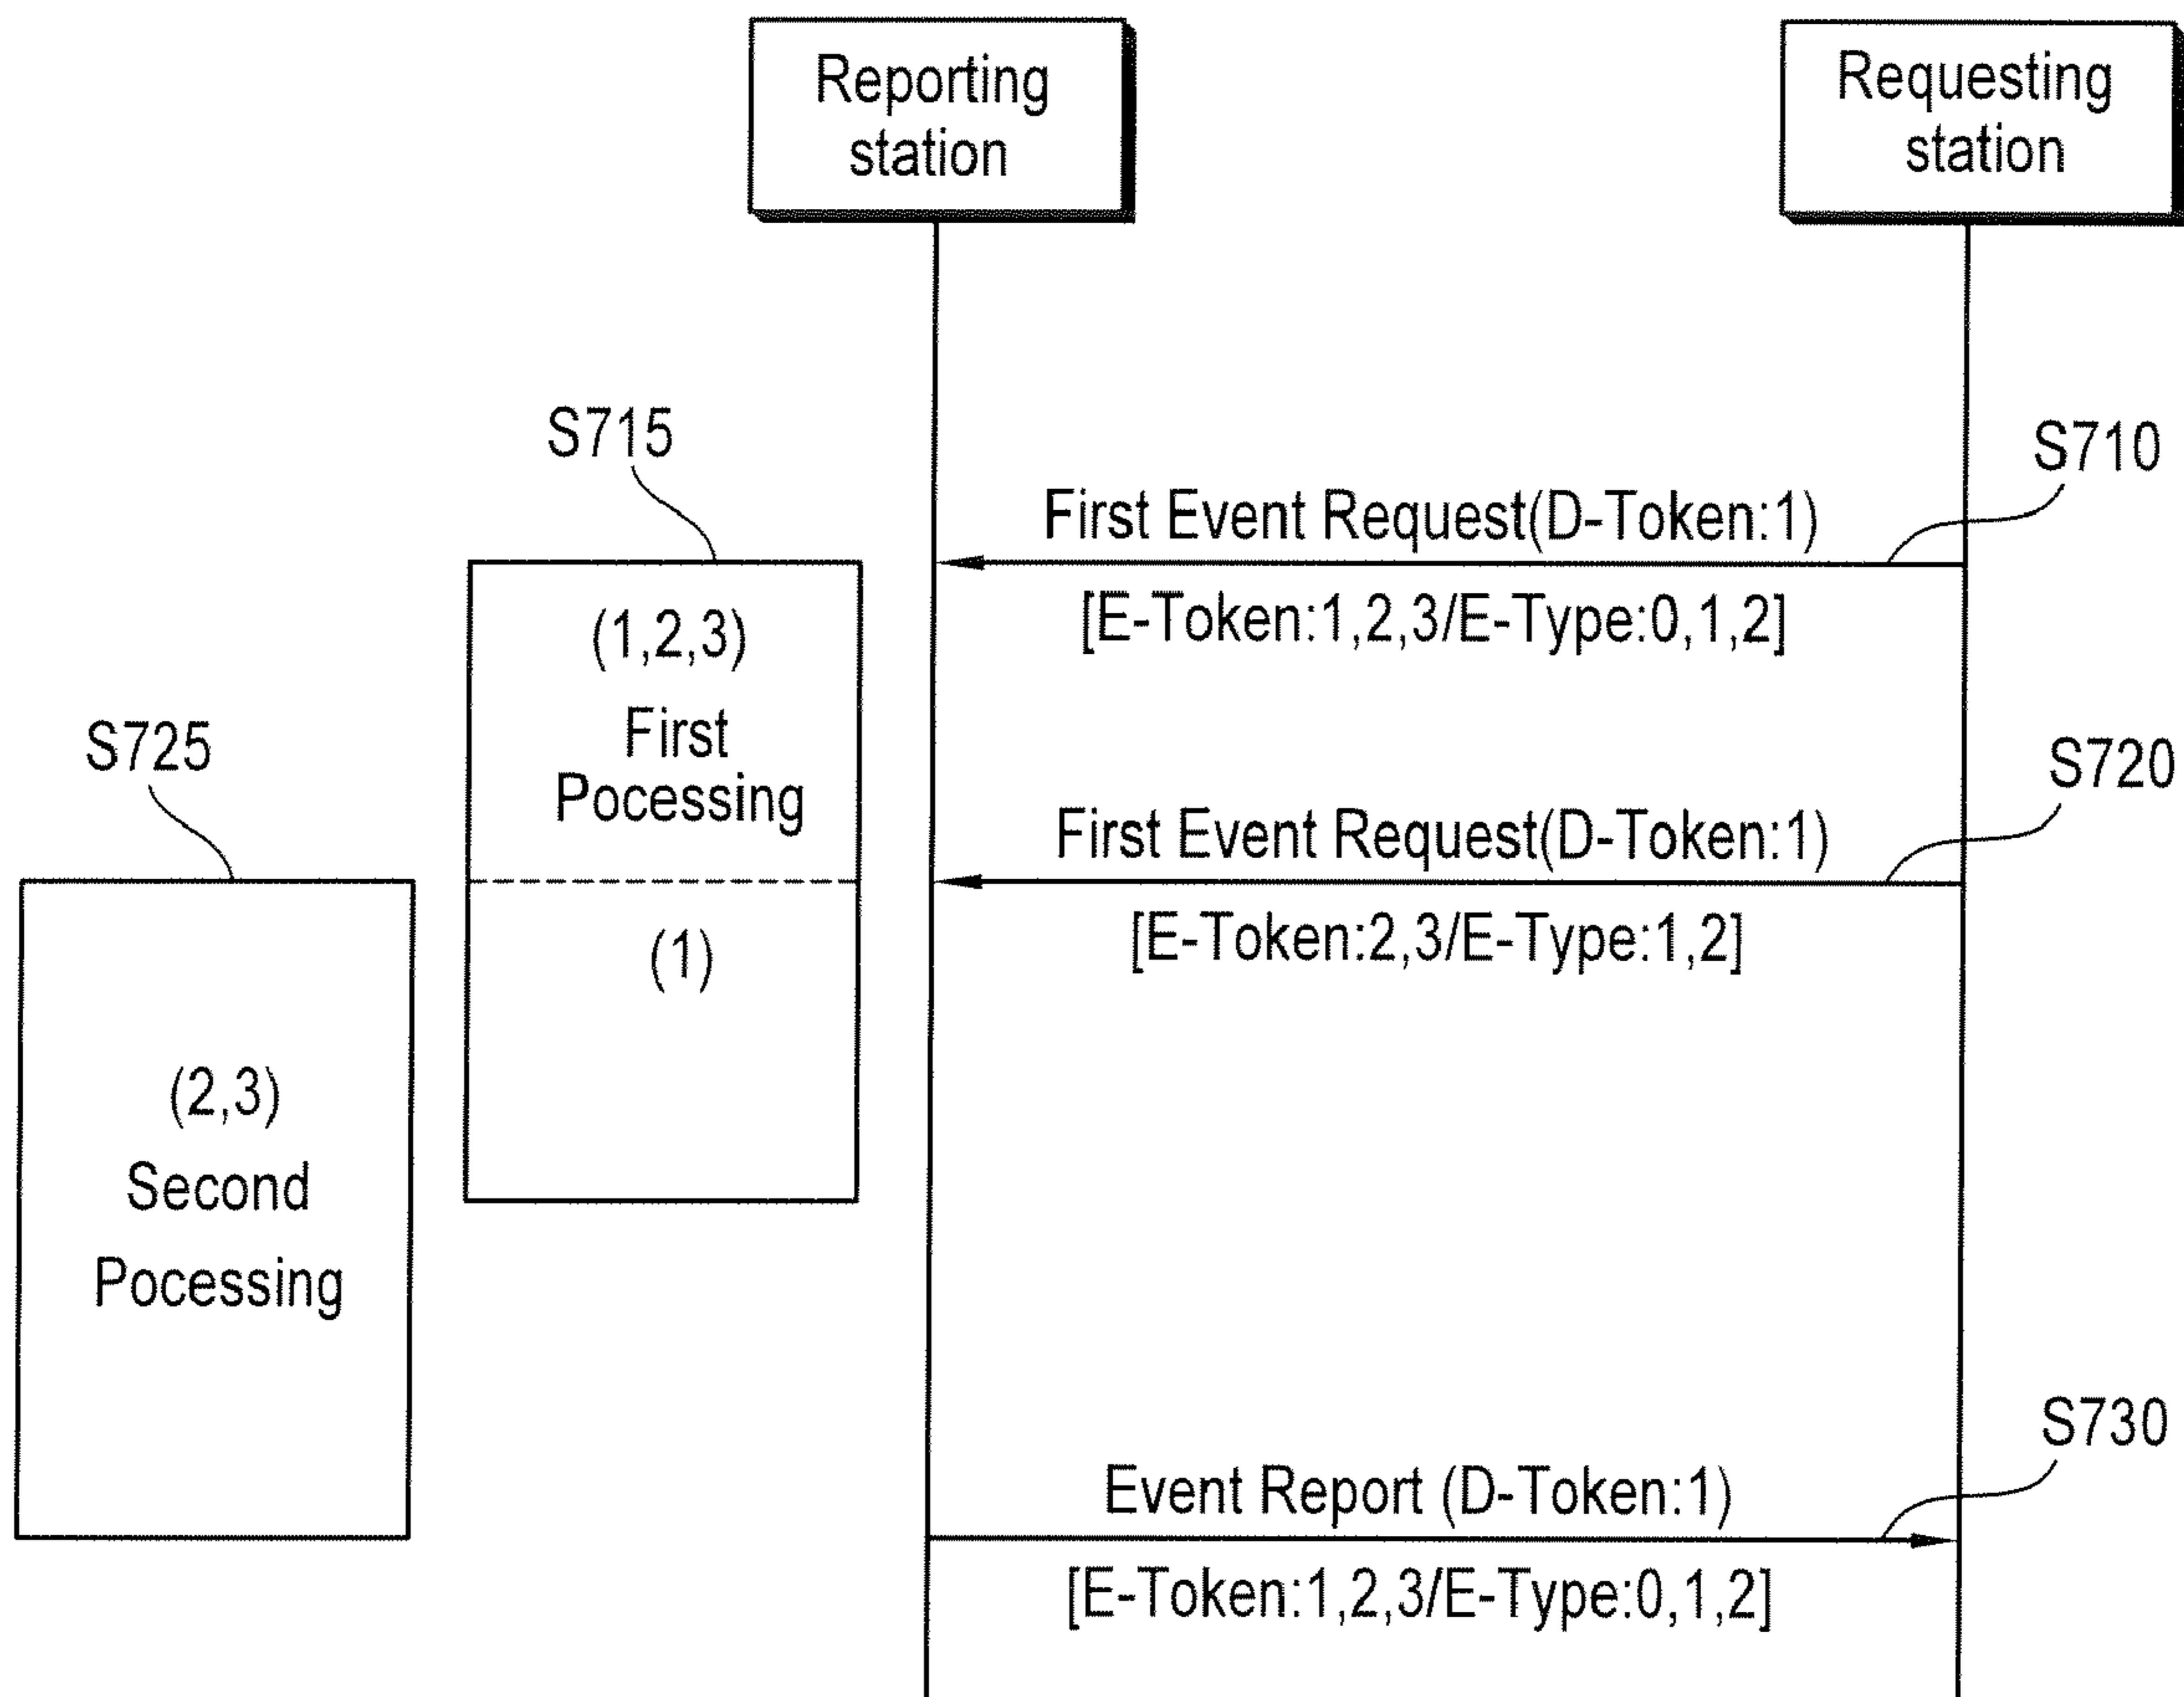 Reporting
station
Requesting
station
S715
S710
First Event Request(D-Token:1)
[E-Token:1,2,3/E-Type:0,1,2]
(1,2,3)
First
Pocessing
S725
S720
First Event Request(D-Token:1)
[E-Token:2,3/E-Type:1,2]
(1)
(2,3)
Second
Pocessing
S730
Event Report (D-Token:1)
[E-Token:1,2,3/E-Type:0,1,2]